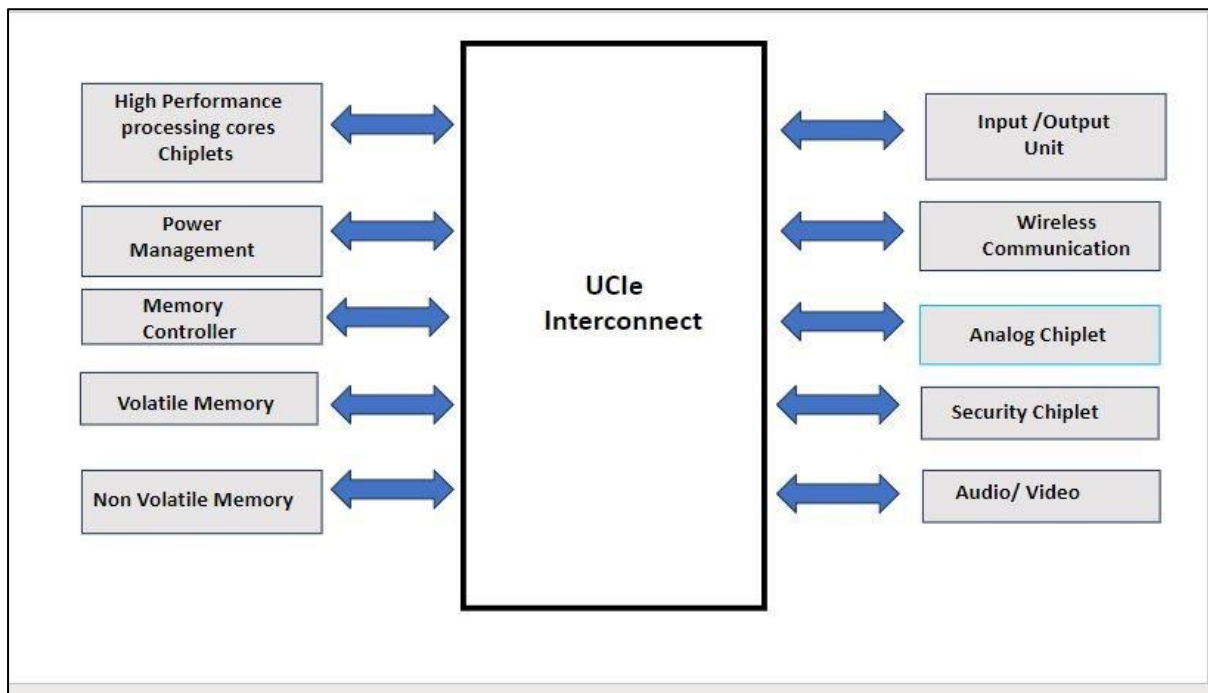 High Performance
processing cores
Chiplets
Power
Management
Memory
Controller
Volatile Memory
Non Volatile Memory
UCIe
Interconnect
Input /Output
Unit
Wireless
Communication
Analog Chiplet
Security Chiplet
Audio/ Video